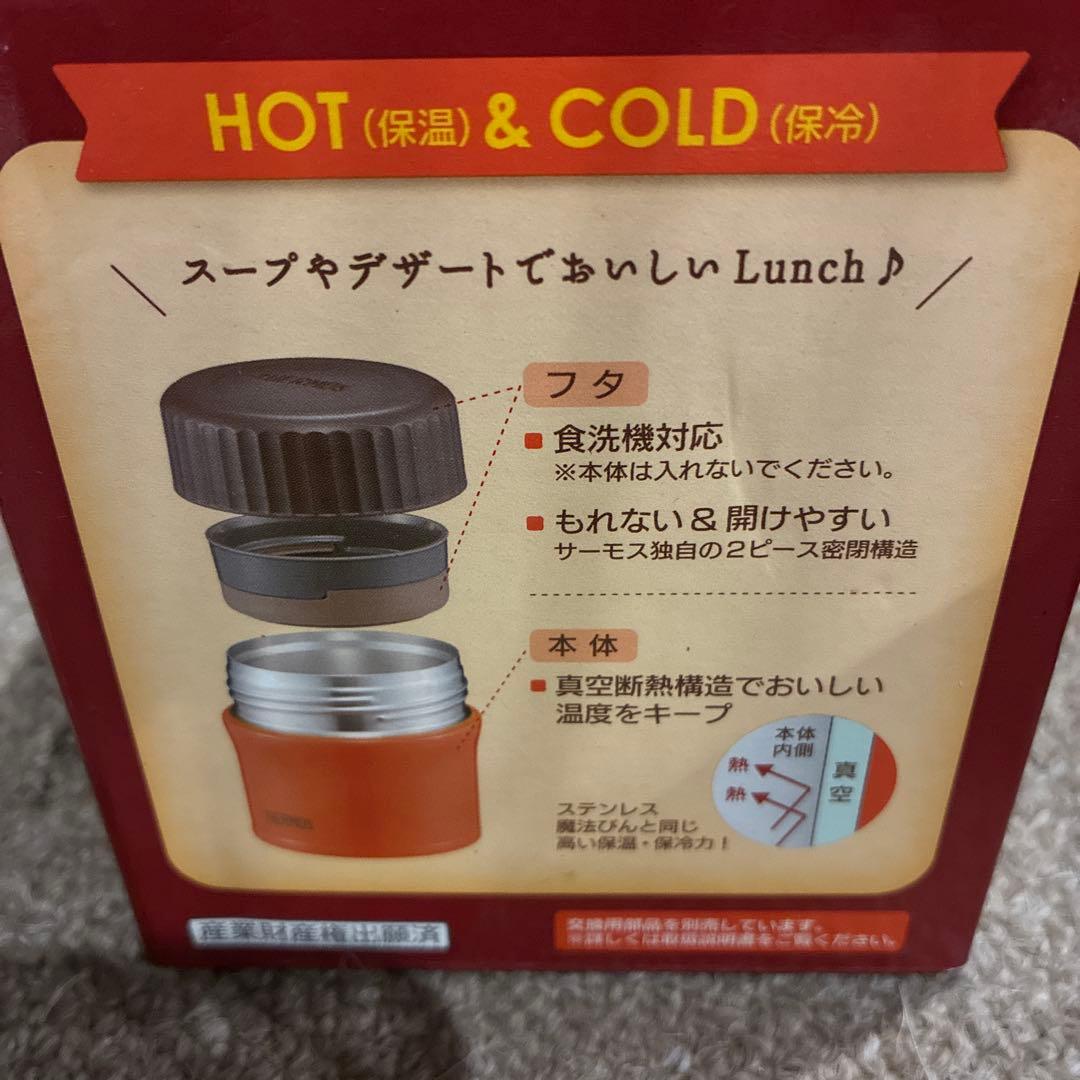 HOT(保温)& COLD(保冷)
スープやデザートでおいしいLunch♪
フタ
■食洗機対応
※本体は入れないでください。
■もれない&開けやすい
サーモス独自の2ピース密閉構造
本体
■真空断熱構造でおいしい
温度をキープ
本体
内側
熱
熱
真
空
ステンレス
魔法びんと同じ
高い保温・保冷力!
THERMOS
産業財産権出願済
交換用部品を別売しています。
※詳しくは取扱説明書をご覧ください。